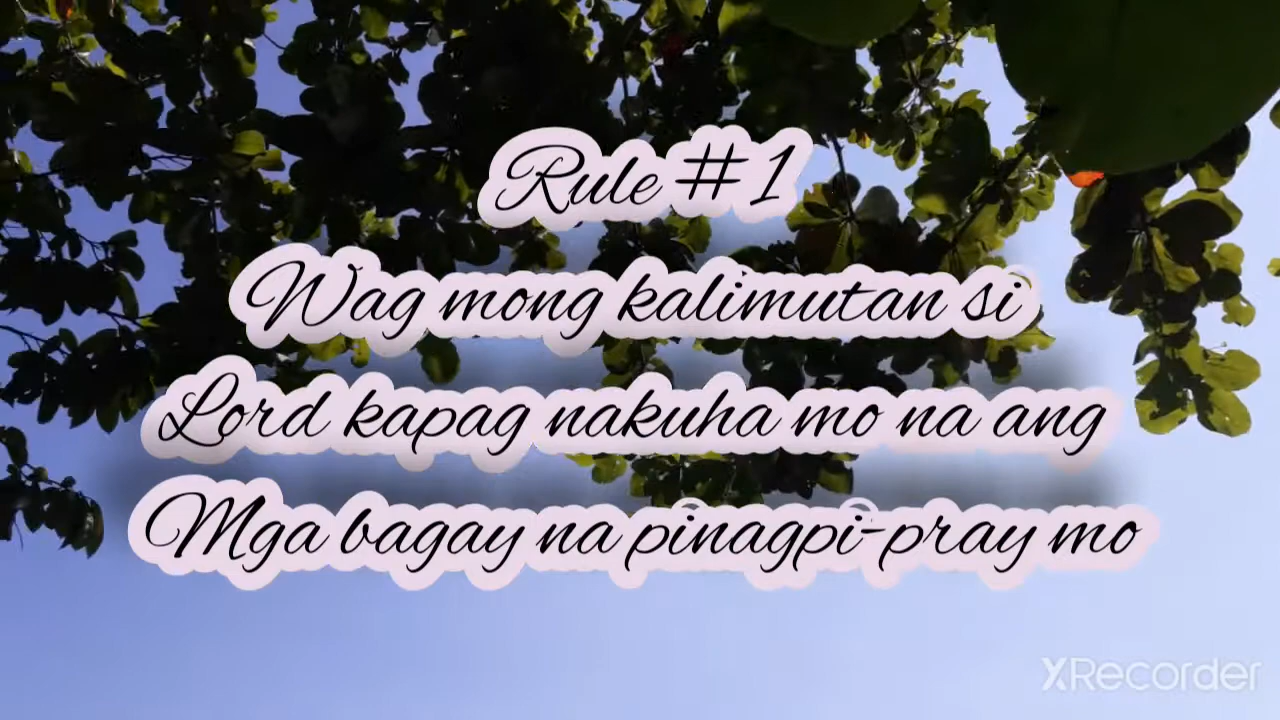 Rule #1
Wag mong kalimutan si
Lord kapag nakuha mo na ang
Mga bagay na pinagpi-pray mo
XRecorder